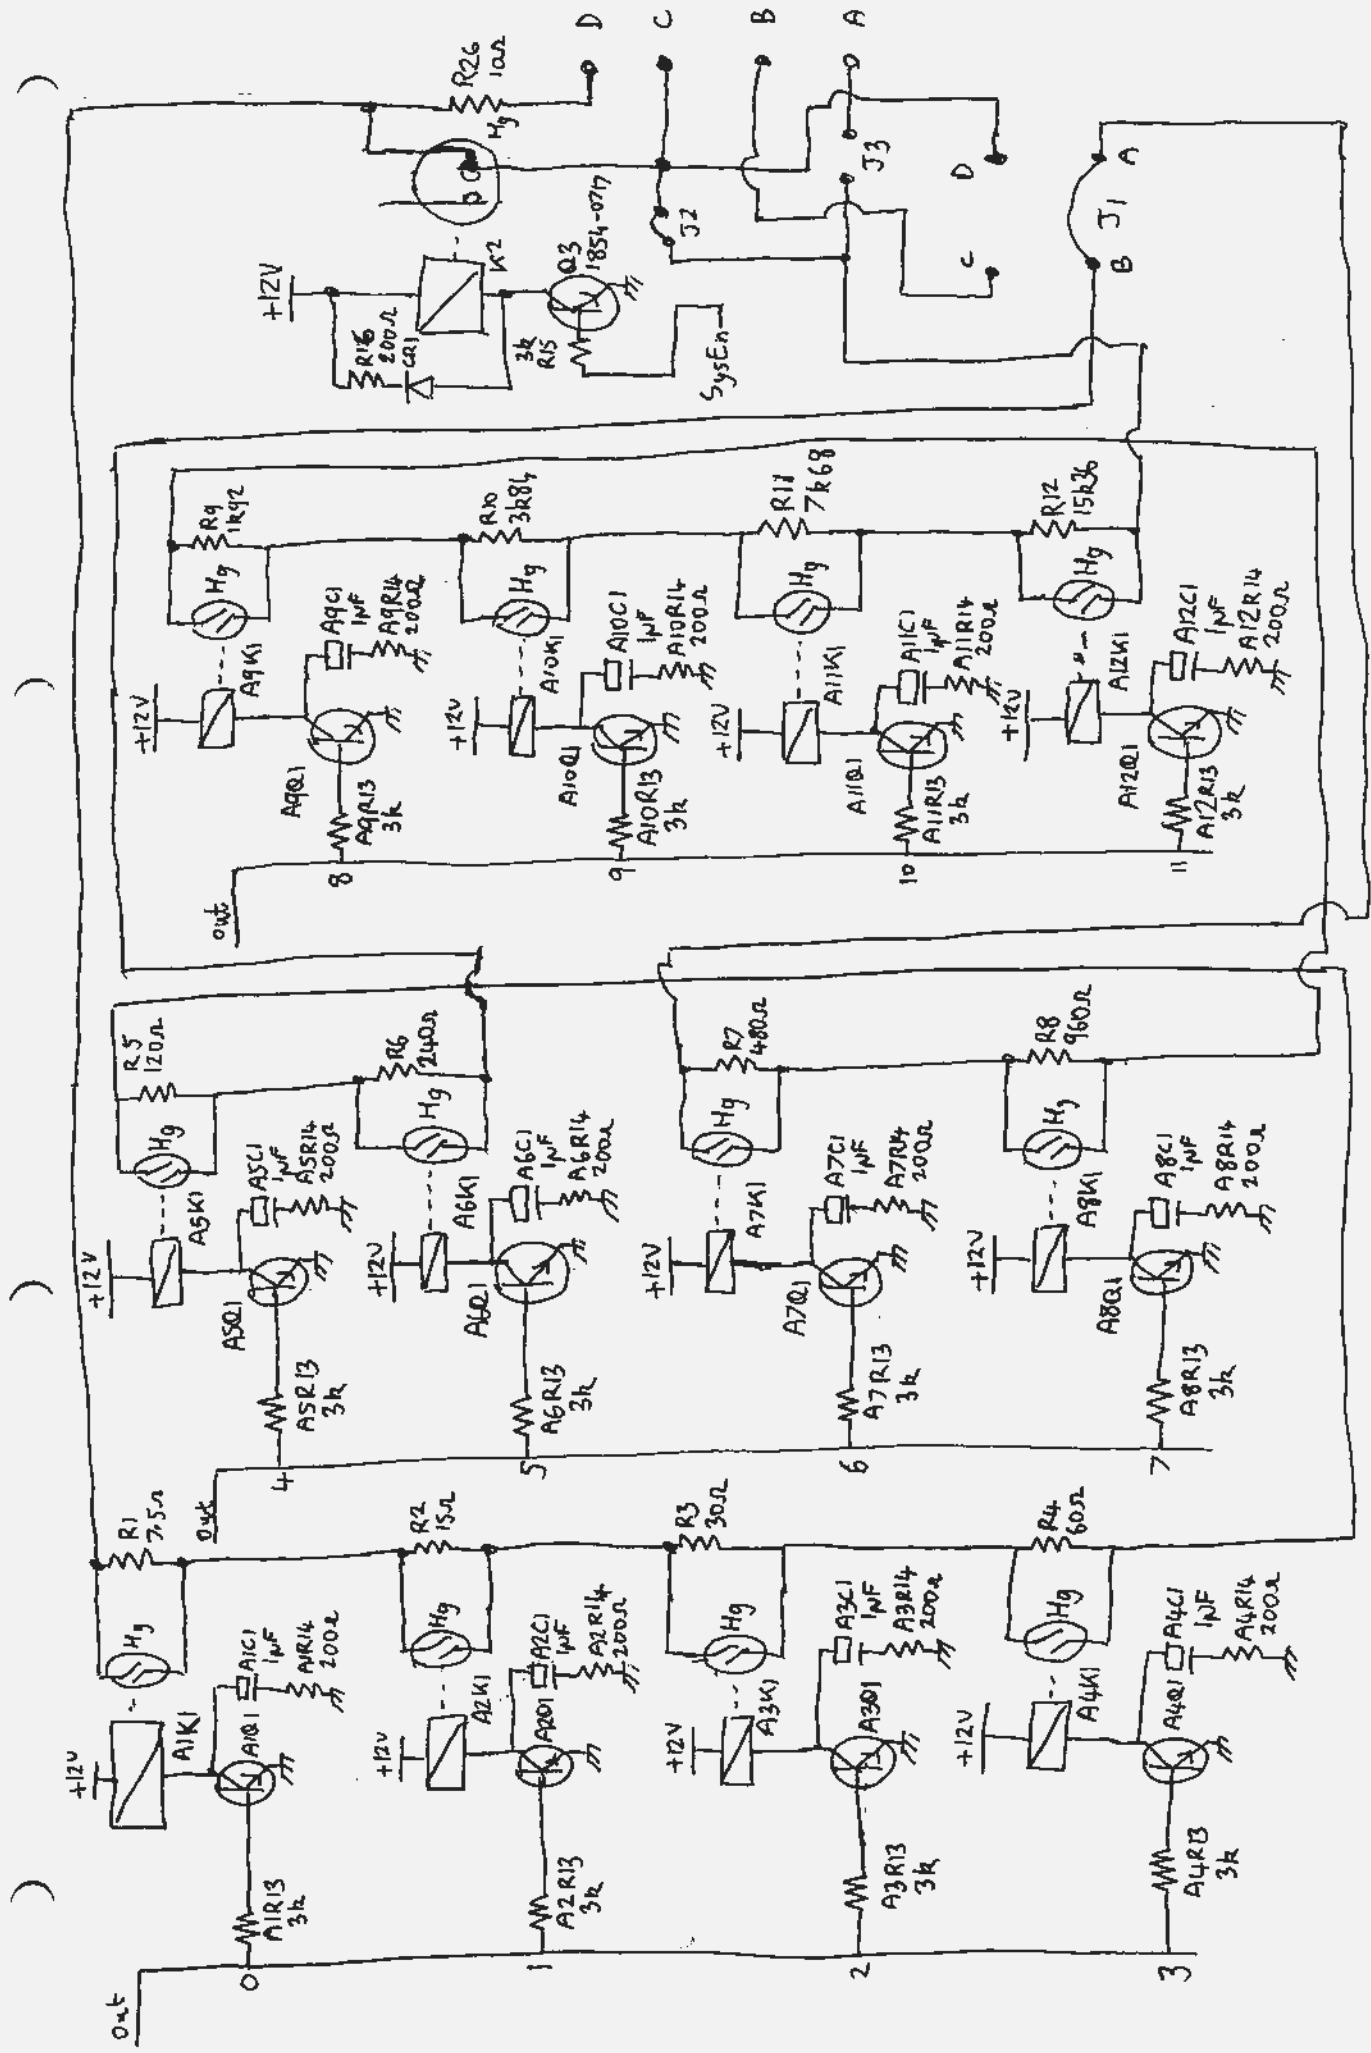 Out
0
1
2
3
A1R13
3k
A2R13
3k
A3R13
3k
A4R13
3k
+12V
A1K1
A1Q1
A1C1
1µF
A1R14
200Ω
Hg
R1
7.5Ω
+12V
A2K1
A2Q1
A2C1
1µF
A2R14
200Ω
Hg
R2
15Ω
+12V
A3K1
A3Q1
A3C1
1µF
A3R14
200Ω
Hg
R3
30Ω
+12V
A4K1
A4Q1
A4C1
1µF
A4R14
200Ω
Hg
R4
60Ω
Out
4
5
6
7
A5R13
3k
A6R13
3k
A7R13
3k
A8R13
3k
+12V
A5K1
A5Q1
A5C1
1µF
A5R14
200Ω
Hg
R5
120Ω
+12V
A6K1
A6Q1
A6C1
1µF
A6R14
200Ω
Hg
R6
240Ω
+12V
A7K1
A7Q1
A7C1
1µF
A7R14
200Ω
Hg
R7
480Ω
+12V
A8K1
A8Q1
A8C1
1µF
A8R14
200Ω
Hg
R8
960Ω
Out
8
9
10
11
A9R13
3k
A10R13
3k
A11R13
3k
A12R13
3k
+12V
A9K1
A9Q1
A9C1
1µF
A9R14
200Ω
Hg
R9
1k92
+12V
A10K1
A10Q1
A10C1
1µF
A10R14
200Ω
Hg
R10
3k84
+12V
A11K1
A11Q1
A11C1
1µF
A11R14
200Ω
Hg
R11
7k68
+12V
A12K1
A12Q1
A12C1
1µF
A12R14
200Ω
Hg
R12
15k36
+12V
R16
200Ω
CR1
K2
3k
R15
Q3
1854-0717
SysEn
Hg
R26
10Ω
D
C
B
A
J2
J3
D
C
A
J1
B